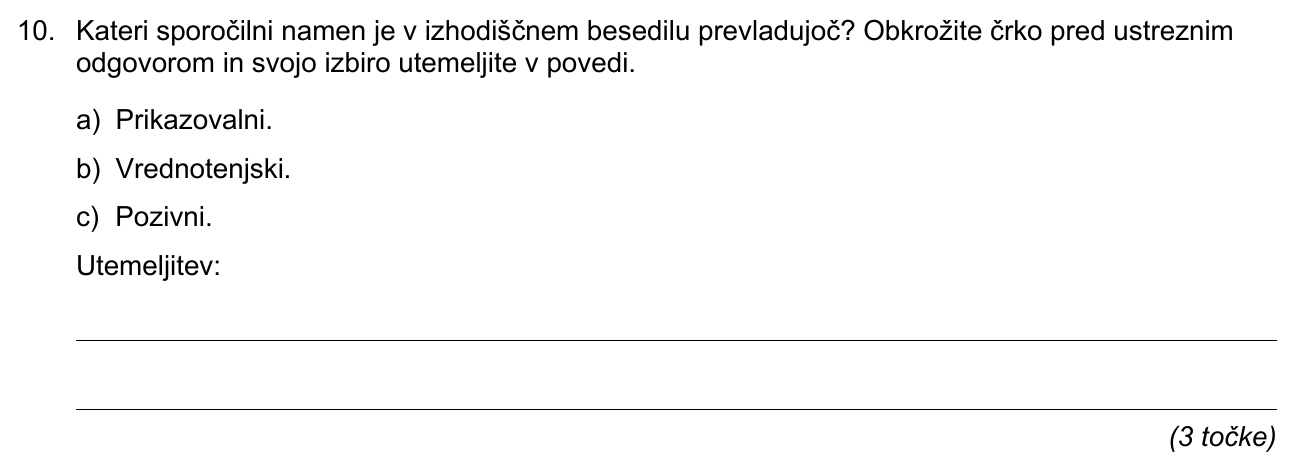 10. Kateri sporočilni namen je v izhodiščnem besedilu prevladujoč? Obkrožite črko pred ustreznim
odgovorom in svojo izbiro utemeljite v povedi.
a) Prikazovalni.
b) Vrednotenjski.
c) Pozivni.
Utemeljitev:
(3 točke)